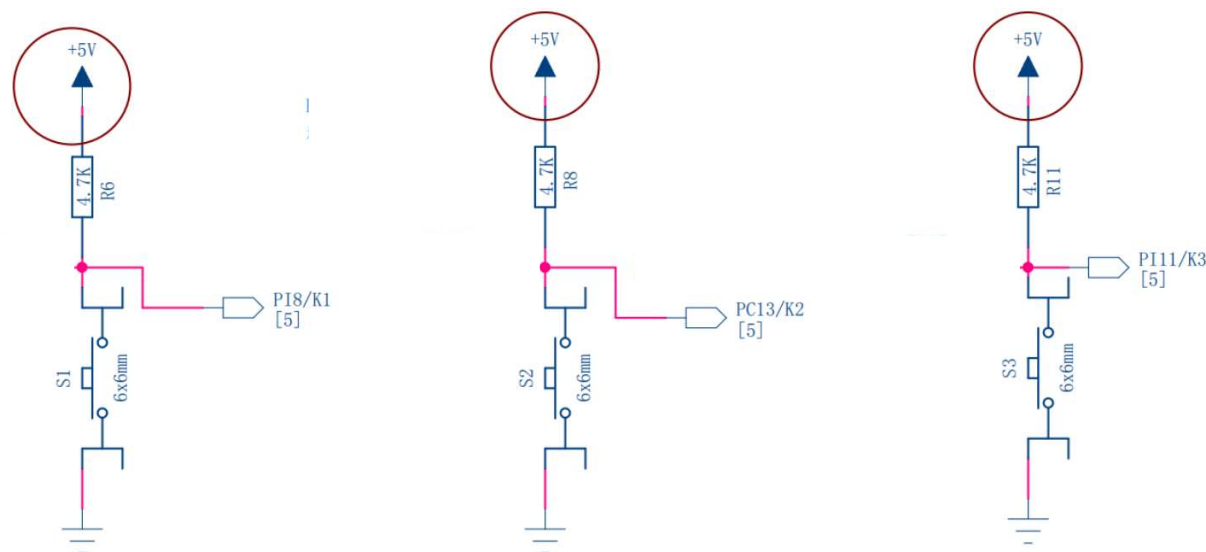 +5V
4.7K
R6
PI8/K1
[5]
S1
6x6mm
+5V
4.7K
R8
PC13/K2
[5]
S2
6x6mm
+5V
4.7K
R11
PI11/K3
[5]
S3
6x6mm